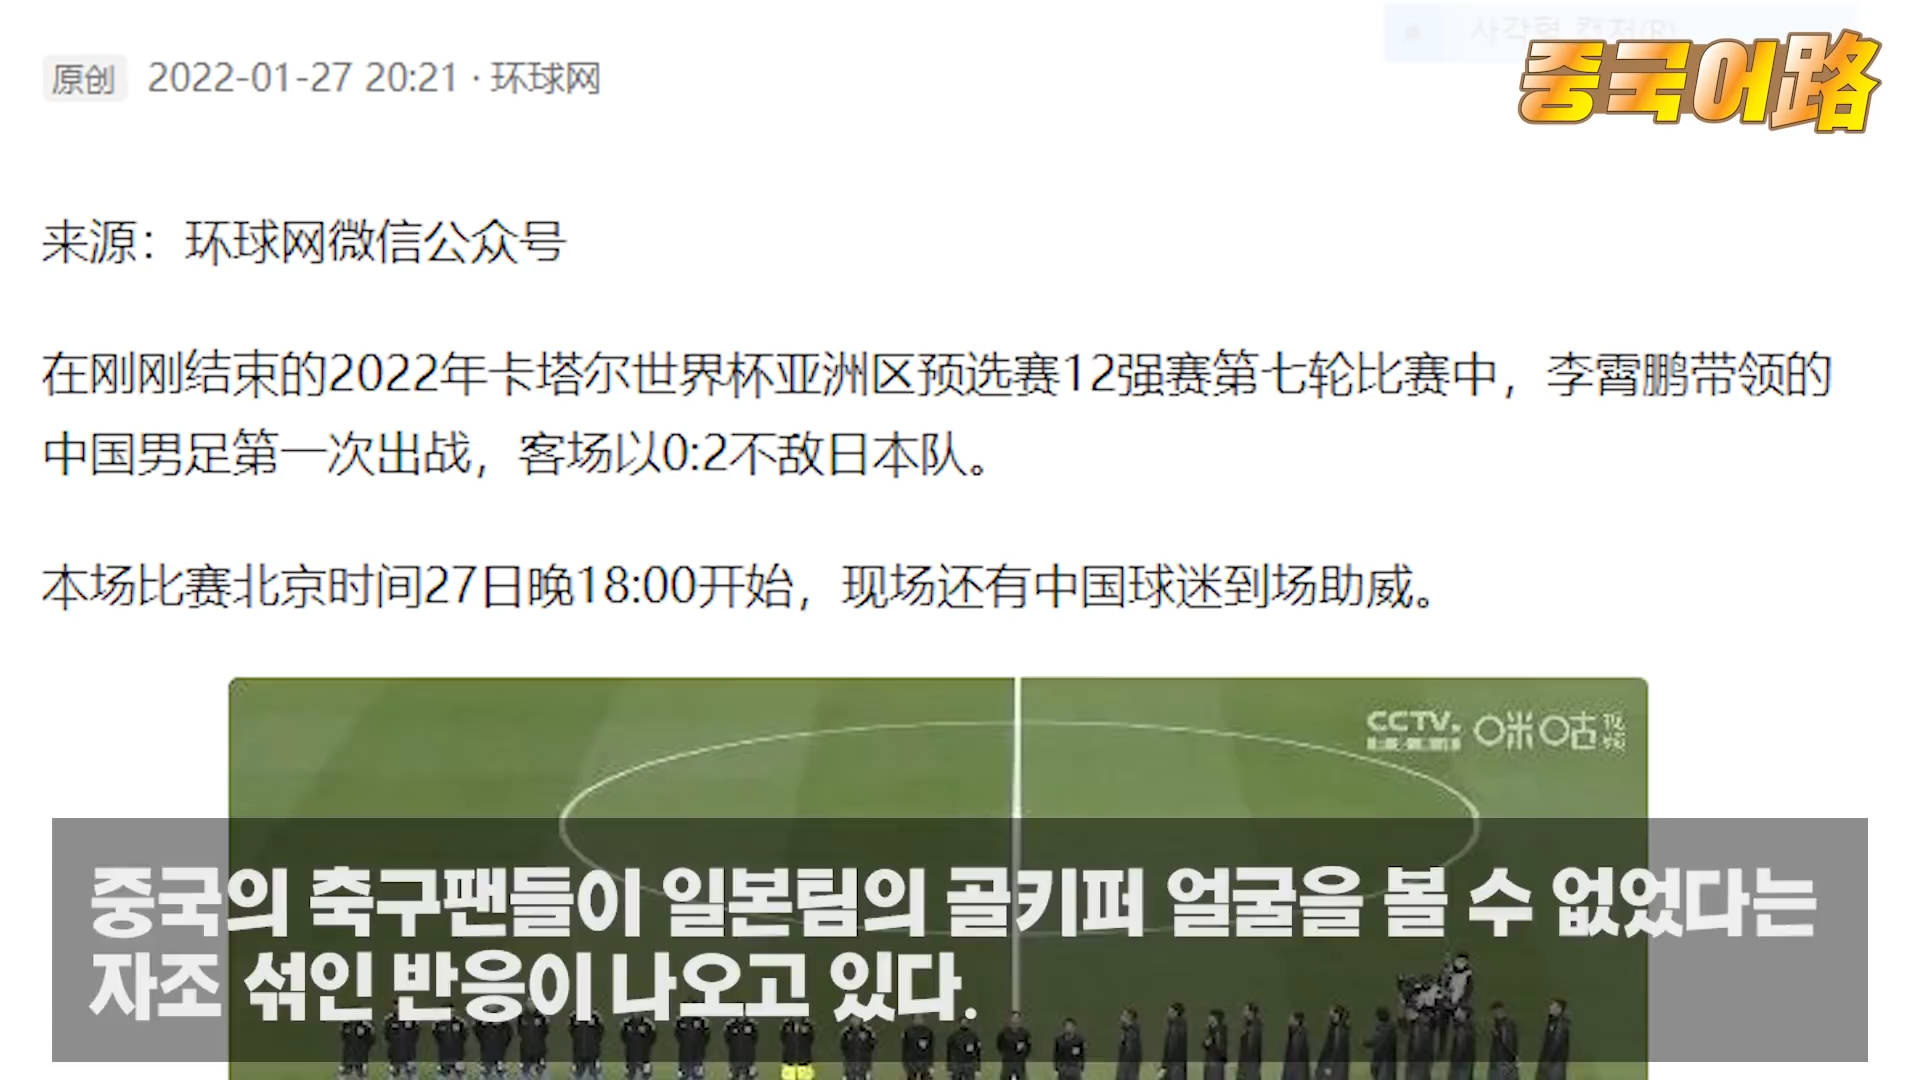 사각형 캡처(R)
原创 2022-01-27 20:21 · 环球网
중국어路
来源：环球网微信公众号
在刚刚结束的2022年卡塔尔世界杯亚洲区预选赛12强赛第七轮比赛中，李霄鹏带领的
中国男足第一次出战，客场以0:2不敌日本队。
本场比赛北京时间27日晚18:00开始，现场还有中国球迷到场助威。
CCTV. 咪咕视频
중국의 축구팬들이 일본팀의 골키퍼 얼굴을 볼 수 없었다는
자조 섞인 반응이 나오고 있다.